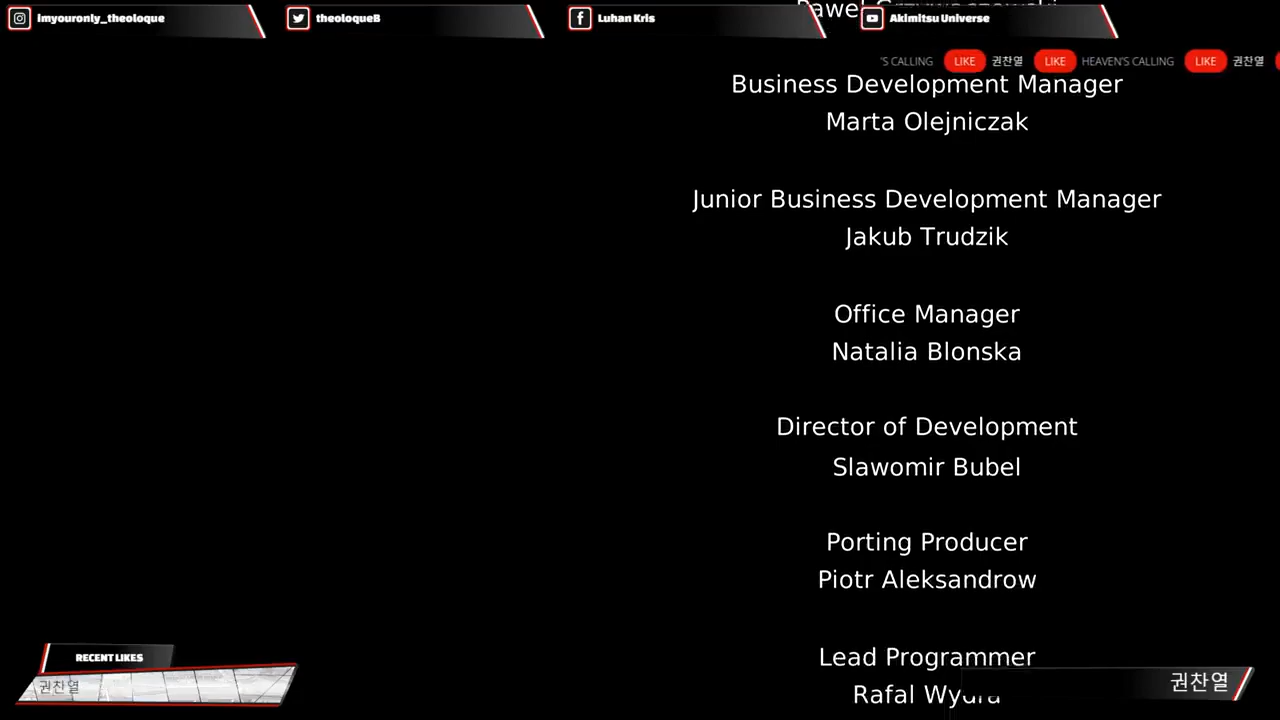 Imyouronly_theoloque
theoloqueB
Luhan Kris
Akimitsu Universe
'S CALLING LIKE 권찬열 LIKE HEAVEN'S CALLING LIKE 권찬열
Business Development Manager
Marta Olejniczak
Junior Business Development Manager
Jakub Trudzik
Office Manager
Natalia Blonska
Director of Development
Slawomir Bubel
Porting Producer
Piotr Aleksandrow
Lead Programmer
Rafal Wydra
RECENT LIKES
권찬열
권찬열